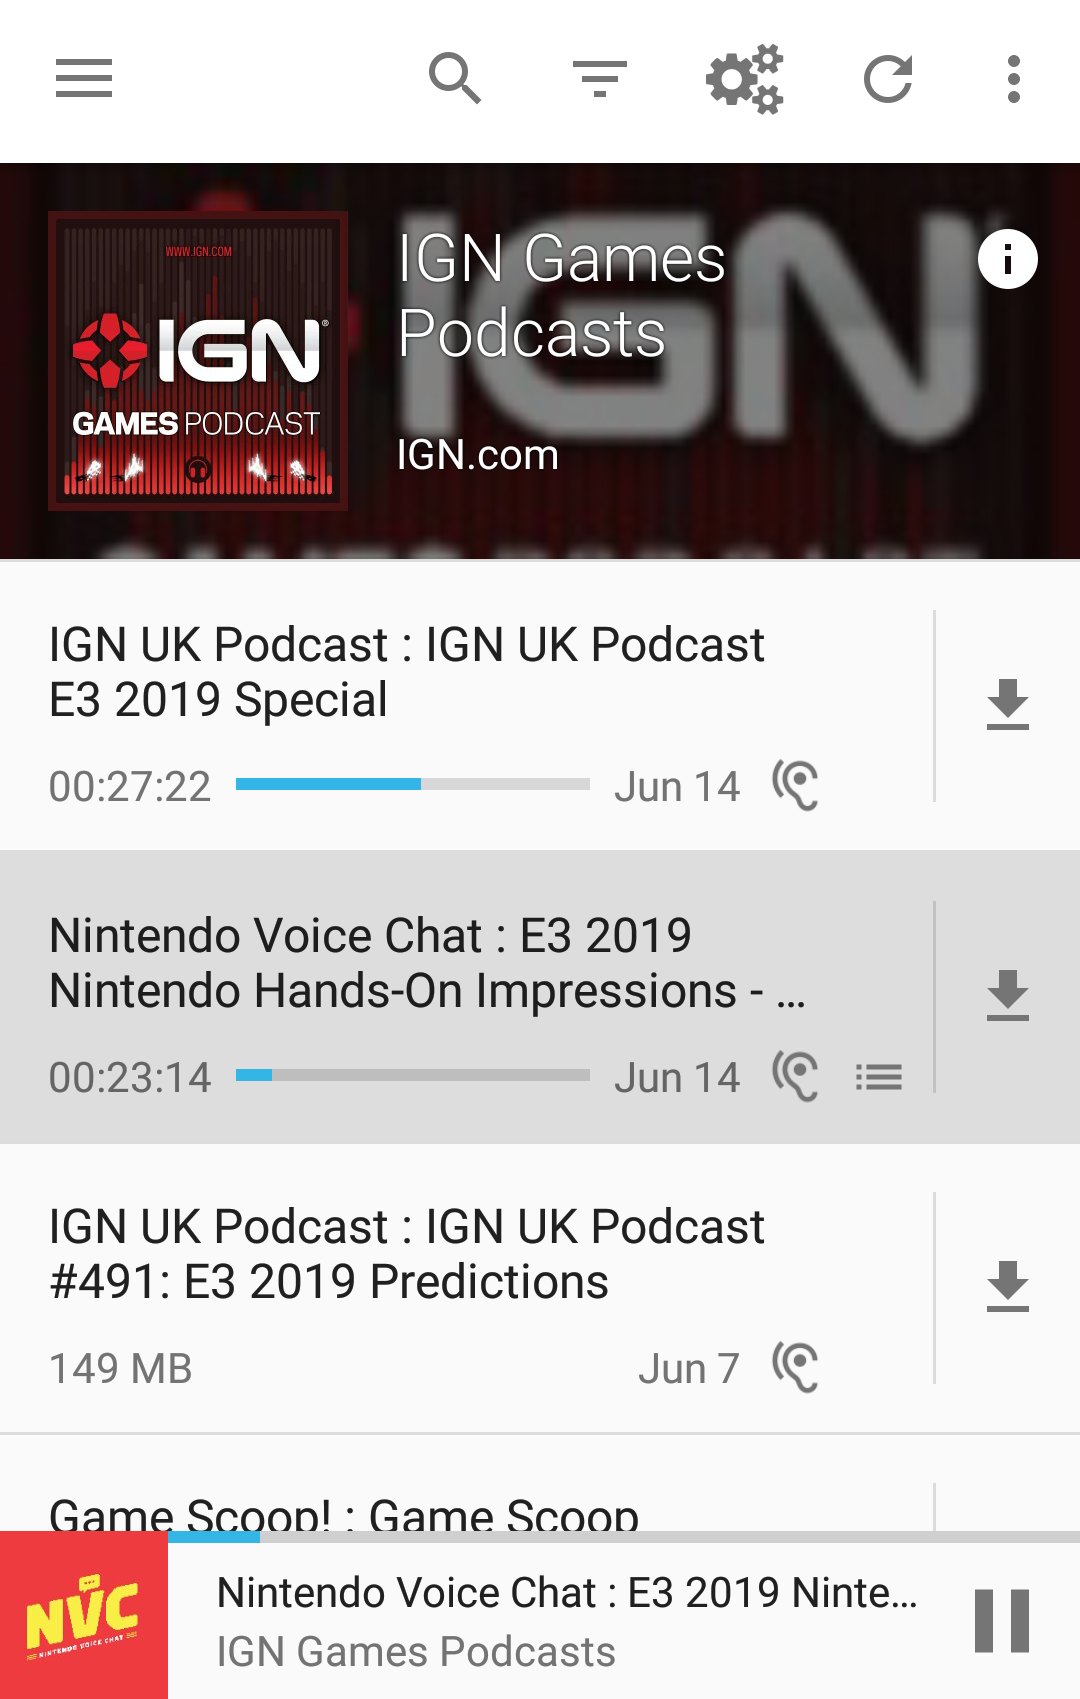 WWW.IGN.COM
IGN®
GAMES PODCAST
IGN
IGN Games
Podcasts
IGN.com
IGN UK Podcast : IGN UK Podcast
E3 2019 Special
00:27:22 Jun 14
Nintendo Voice Chat : E3 2019
Nintendo Hands-On Impressions - ...
00:23:14 Jun 14
IGN UK Podcast : IGN UK Podcast
#491: E3 2019 Predictions
149 MB Jun 7
Game Scoop! : Game Scoop
NVC
NINTENDO VOICE CHAT
Nintendo Voice Chat : E3 2019 Ninte...
IGN Games Podcasts